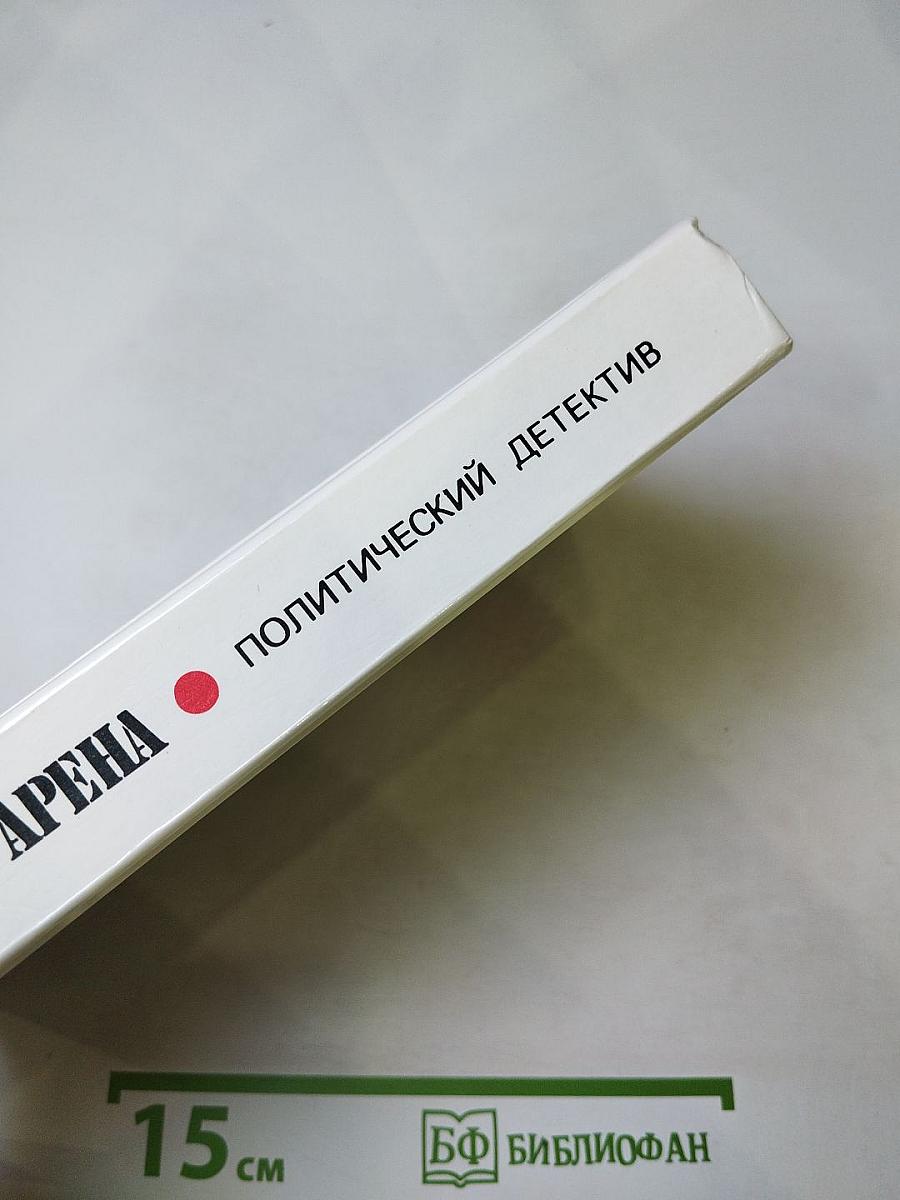 АРЕНА ● ПОЛИТИЧЕСКИЙ ДЕТЕКТИВ
15 см
БФ БИБЛИОФАН